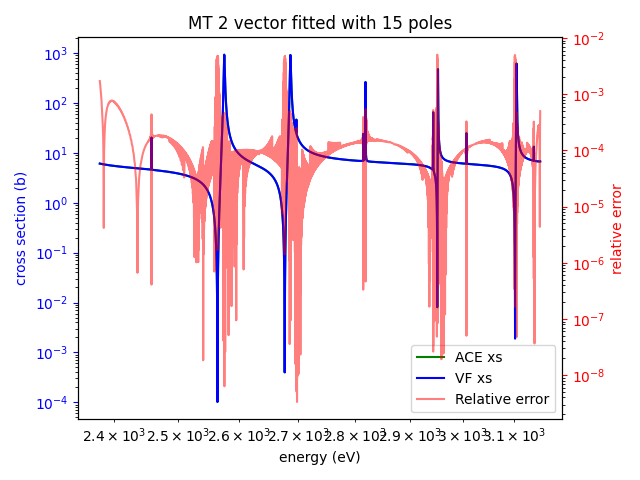 MT 2 vector fitted with 15 poles
cross section (b)
10³
10²
10¹
10⁰
10⁻¹
10⁻²
10⁻³
10⁻⁴
10⁻²
10⁻³
10⁻⁴
10⁻⁵
10⁻⁶
10⁻⁷
10⁻⁸
relative error
ACE xs
VF xs
Relative error
2.4 × 10³ 2.5 × 10³ 2.6 × 10³ 2.7 × 10³ 2.8 × 10³ 2.9 × 10³ 3 × 10³ 3.1 × 10³
energy (eV)